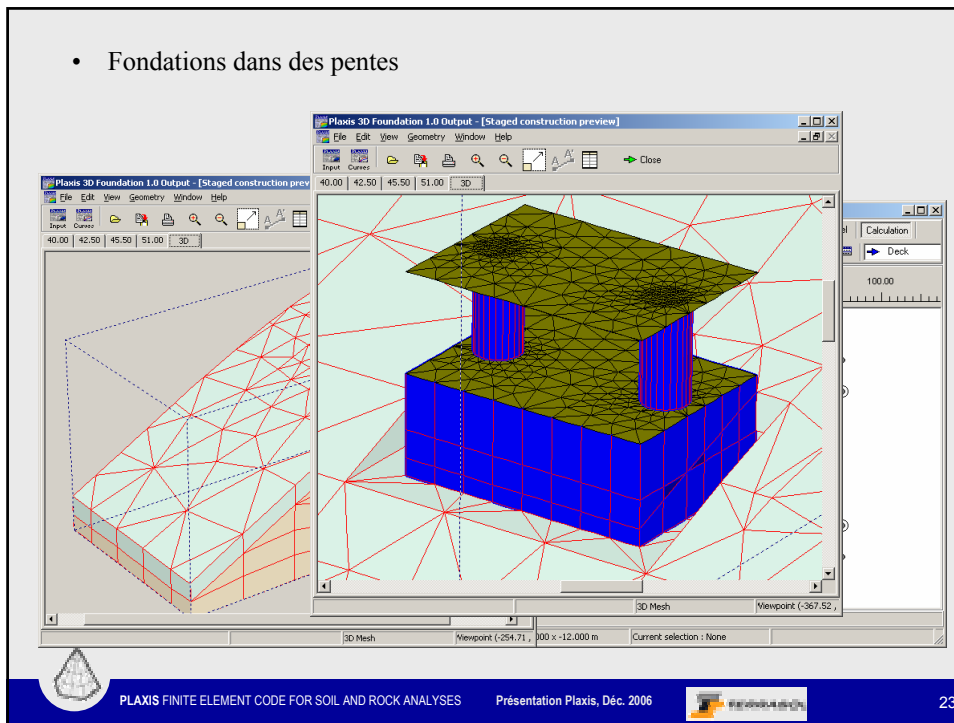 • Fondations dans des pentes
Plaxis 3D Foundation 1.0 Output - [Staged construction preview]
File Edit View Geometry Window Help
Input Curves A A' Close
40.00 42.50 45.50 51.00 3D
3D Mesh Viewpoint (-367.52 ,
Plaxis 3D Foundation 1.0 Output - [Staged construction prev
File Edit View Geometry Window Help
Input Curves A A'
40.00 42.50 45.50 51.00 3D
3D Mesh Viewpoint (-254.71 ,
el Calculation
Deck
100.00
000 x -12.000 m Current selection : None
PLAXIS FINITE ELEMENT CODE FOR SOIL AND ROCK ANALYSES Présentation Plaxis, Déc. 2006 23